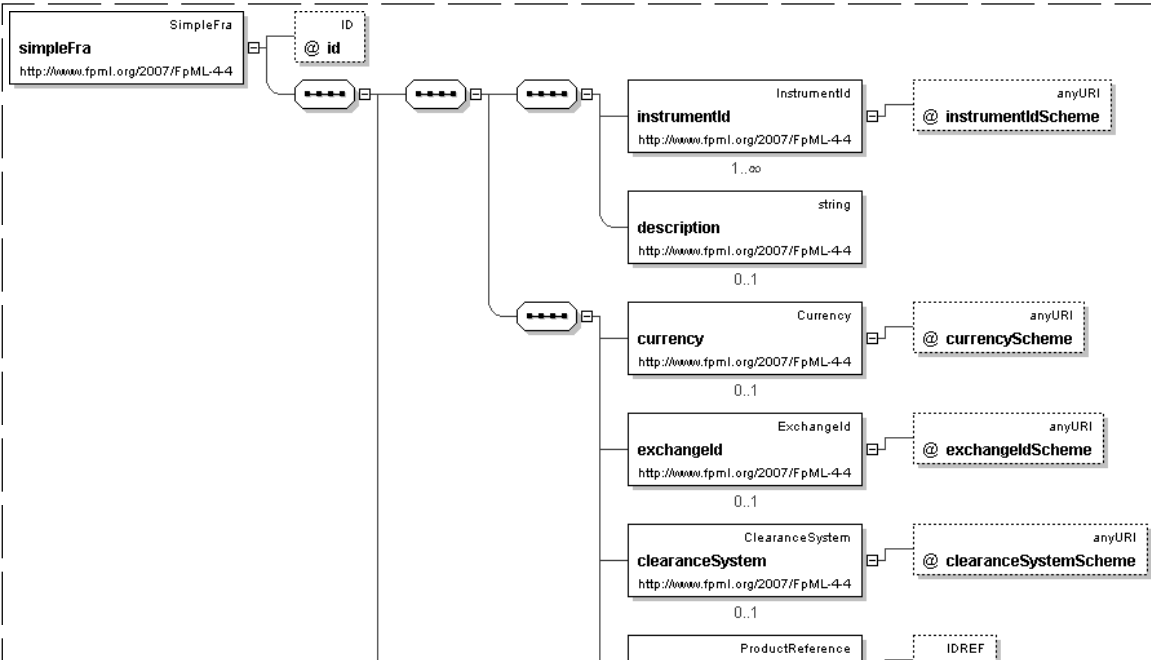 SimpleFra
simpleFra
http://www.fpml.org/2007/FpML-4-4
ID
@ id
InstrumentId
instrumentId
http://www.fpml.org/2007/FpML-4-4
1..∞
anyURI
@ instrumentIdScheme
string
description
http://www.fpml.org/2007/FpML-4-4
0..1
Currency
currency
http://www.fpml.org/2007/FpML-4-4
0..1
anyURI
@ currencyScheme
ExchangeId
exchangeId
http://www.fpml.org/2007/FpML-4-4
0..1
anyURI
@ exchangeIdScheme
ClearanceSystem
clearanceSystem
http://www.fpml.org/2007/FpML-4-4
0..1
anyURI
@ clearanceSystemScheme
ProductReference
IDREF